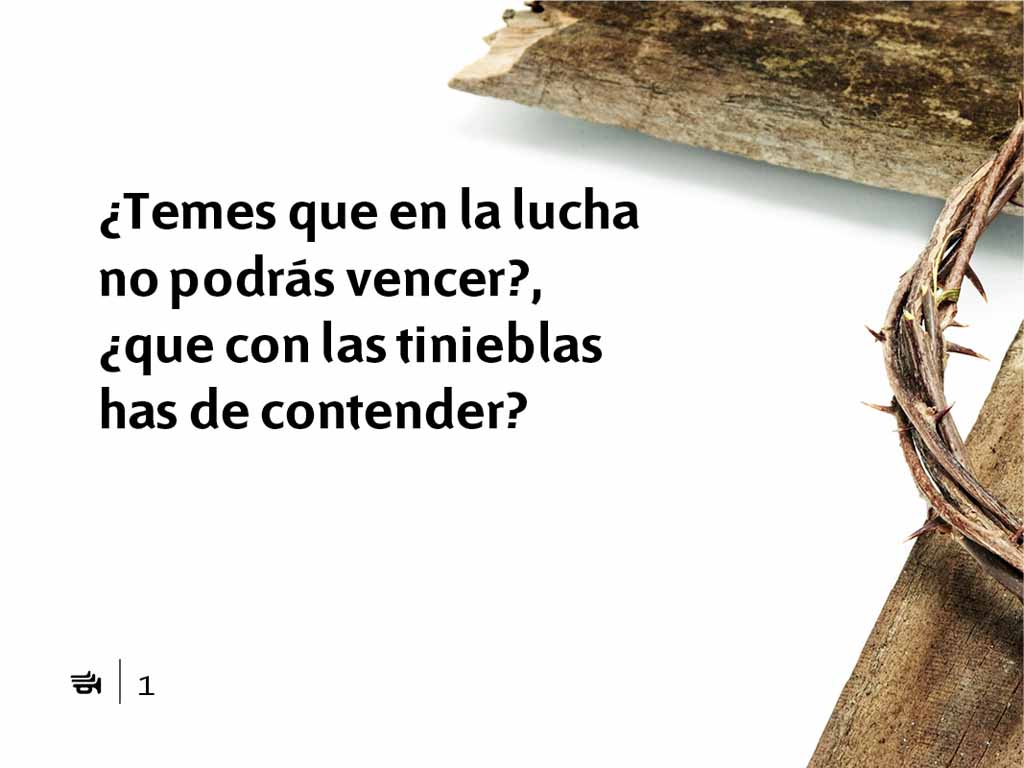 ¿Temes que en la lucha
no podrás vencer?,
¿que con las tinieblas
has de contender?
1